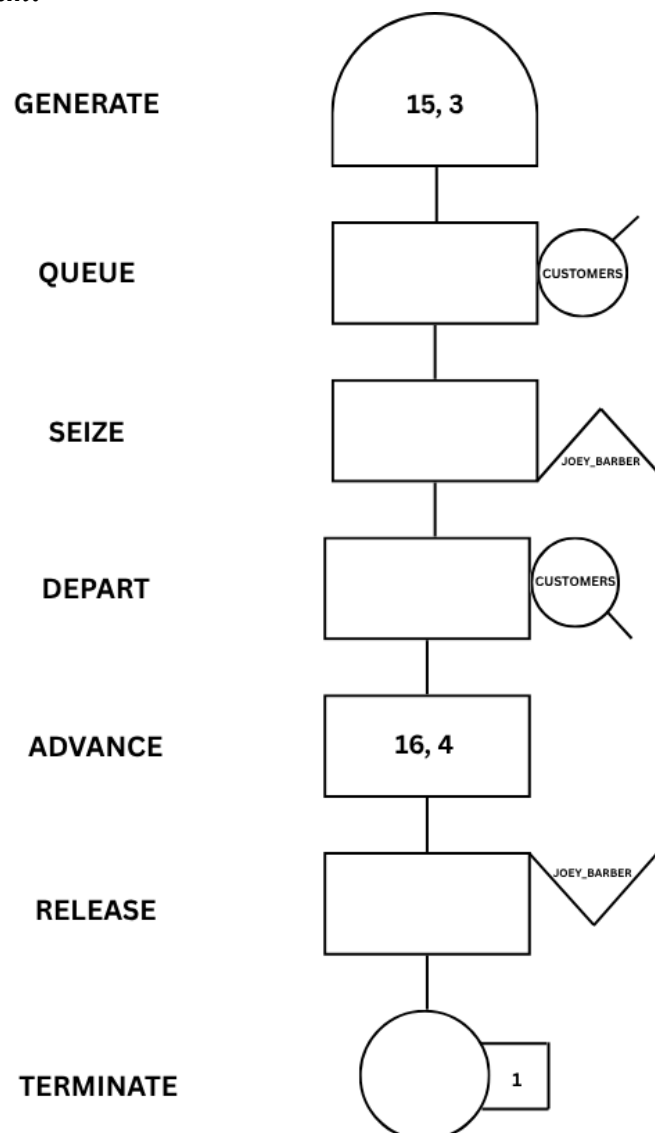 GENERATE
15, 3
QUEUE
CUSTOMERS
SEIZE
JOEY_BARBER
DEPART
CUSTOMERS
ADVANCE
16, 4
RELEASE
JOEY_BARBER
TERMINATE
1